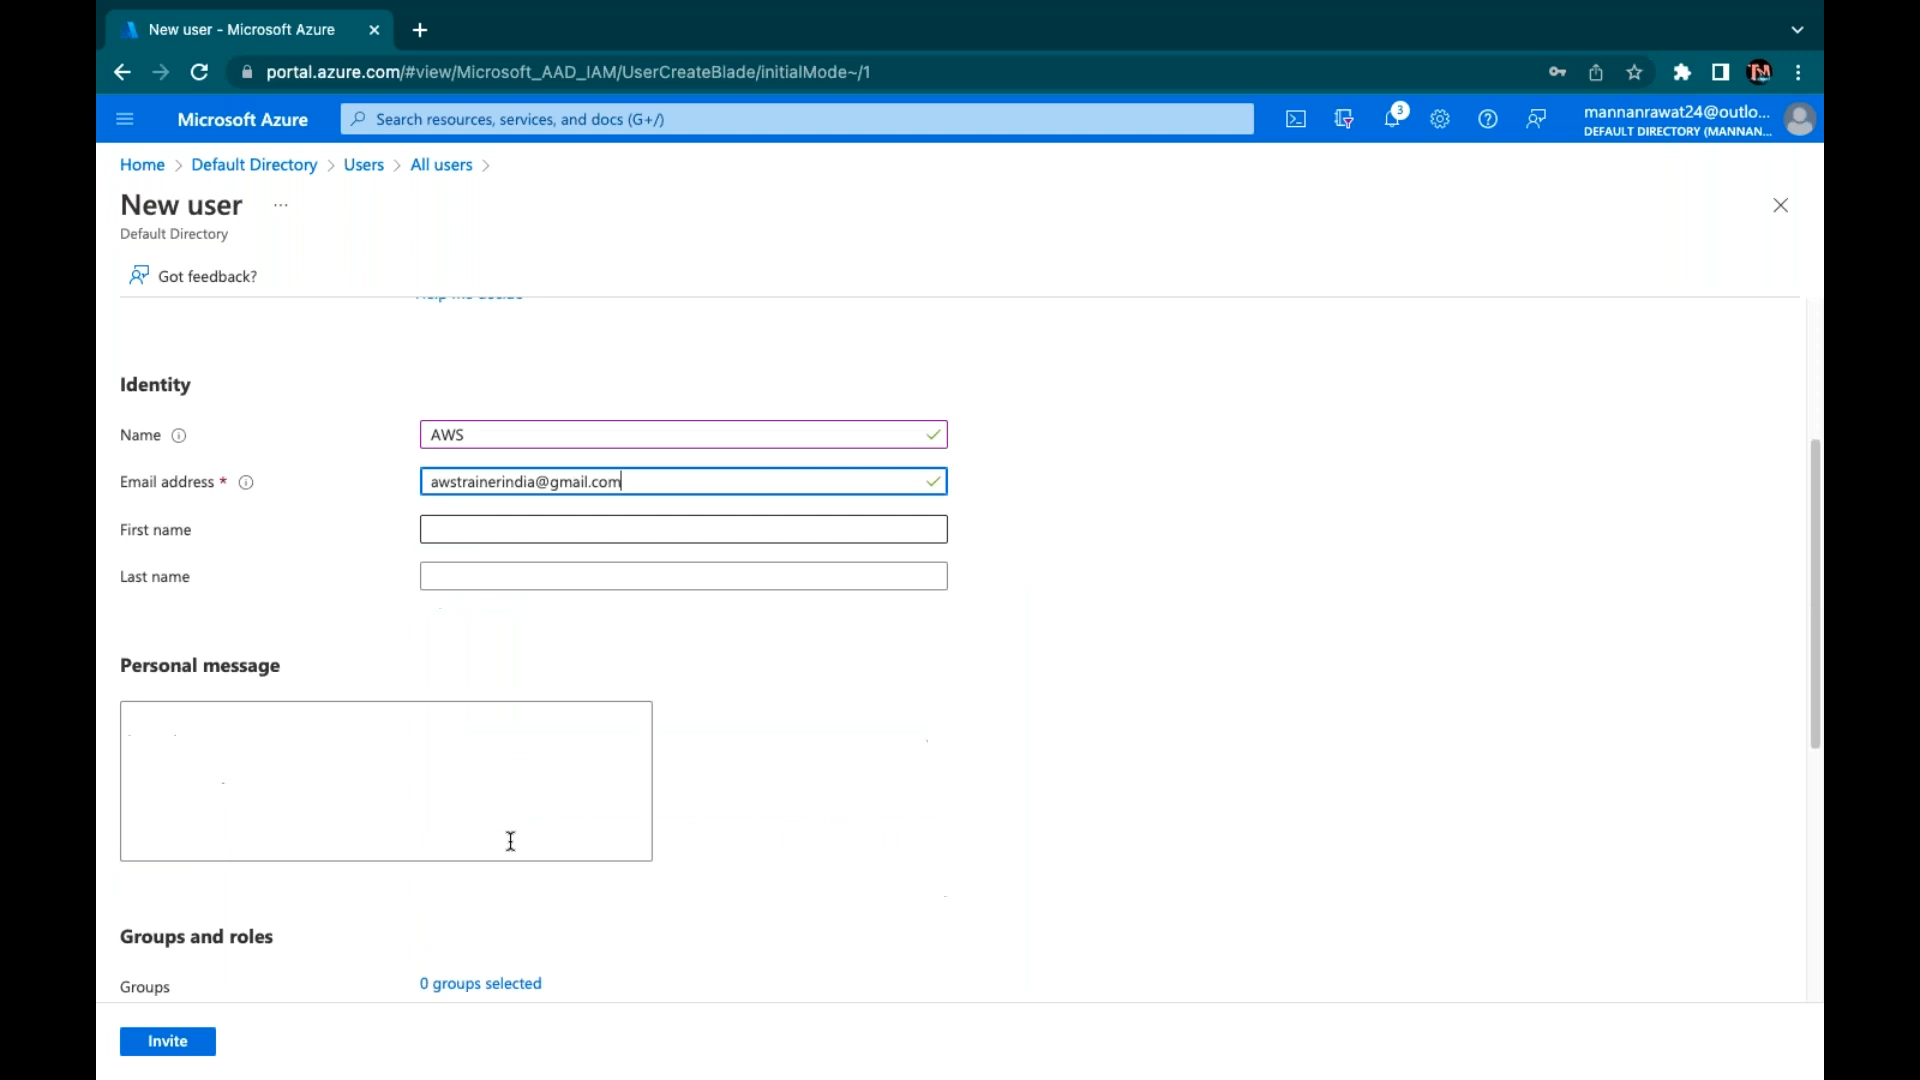 New user - Microsoft Azure
portal.azure.com/#view/Microsoft_AAD_IAM/UserCreateBlade/initialMode~/1
Microsoft Azure
Search resources, services, and docs (G+/)
3
mannanrawat24@outlo...
DEFAULT DIRECTORY (MANNAN...
Home > Default Directory > Users > All users >
New user ...
Default Directory
Got feedback?
Help me decide
Identity
Name
AWS
Email address *
awstrainerindia@gmail.com
First name
Last name
Personal message
Groups and roles
Groups
0 groups selected
Invite